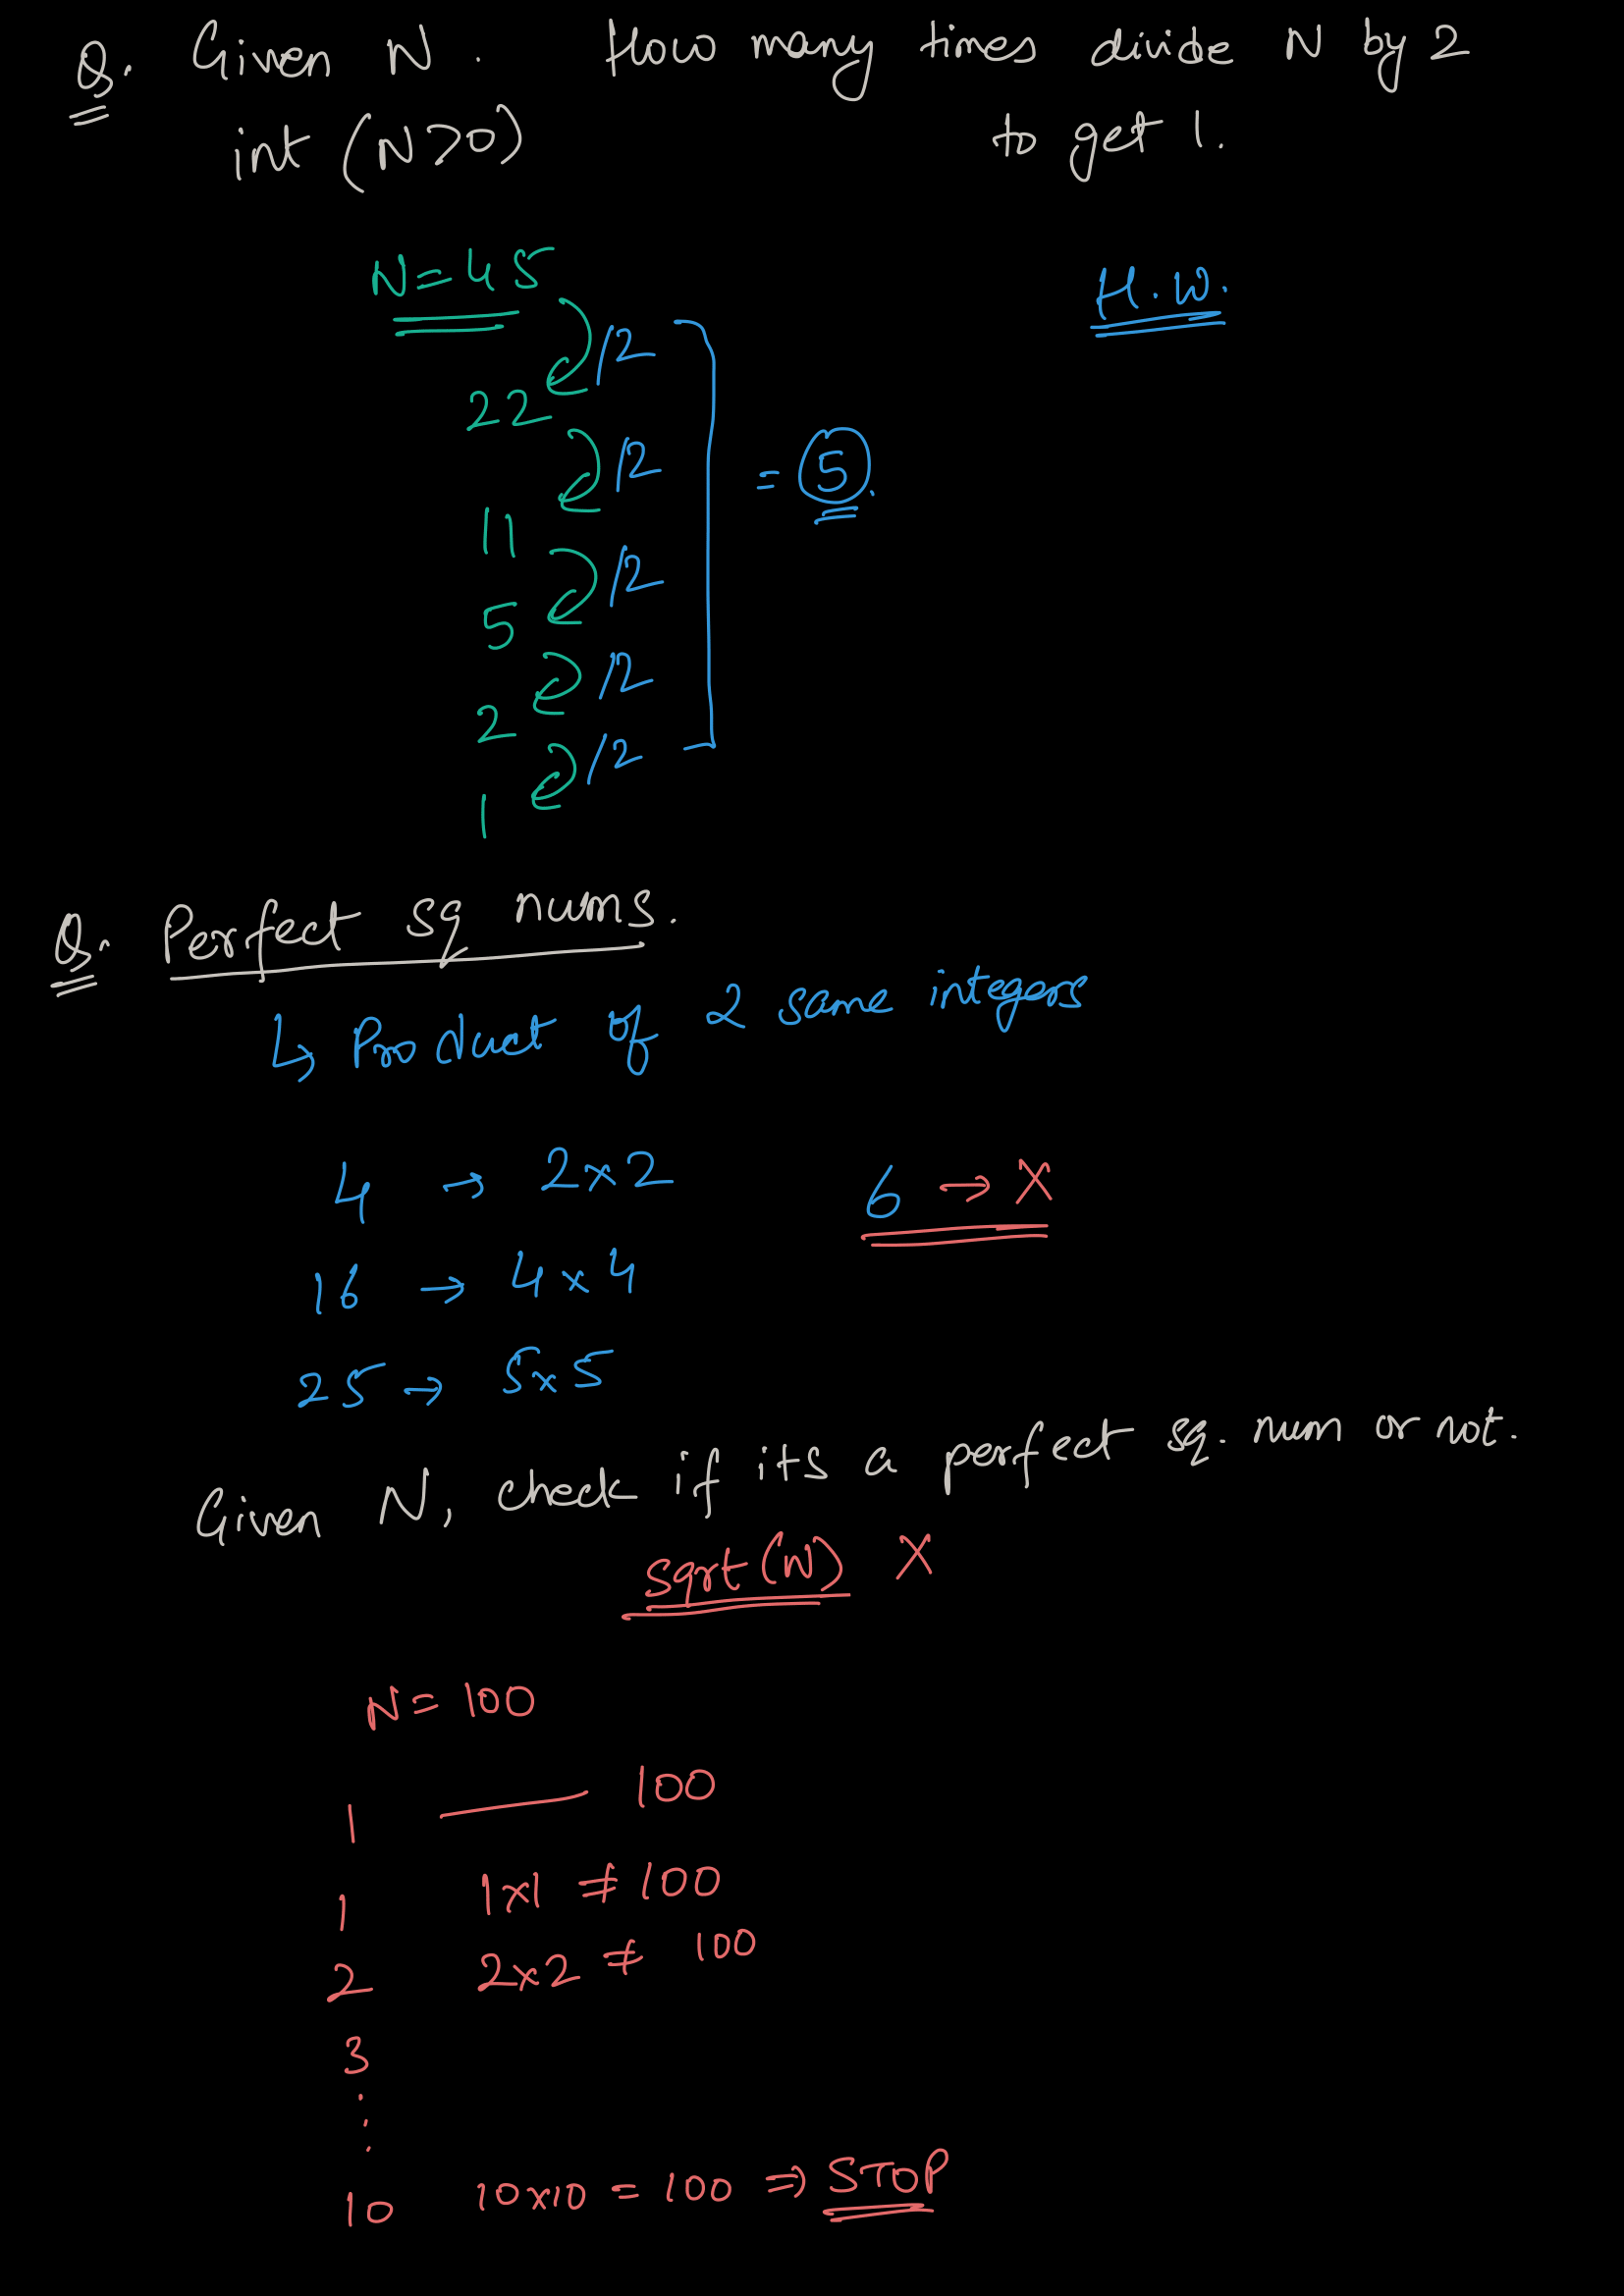 Q. Given N. How many times divide N by 2
int (N>0) to get 1.
N=45 H.W.
/2
22
/2 = 5.
11
/2
5
/2
2
/2
1
Q. Perfect sq nums.
↳ Product of 2 same integers
4 → 2×2 6 → X
16 → 4×4
25 → 5×5
Given N, check if its a perfect sq. num or not.
sqrt(N) X
N= 100
1 — 100
1 1×1 ≠ 100
2 2×2 ≠ 100
3
⋮
10 10×10 = 100 ⇒ STOP